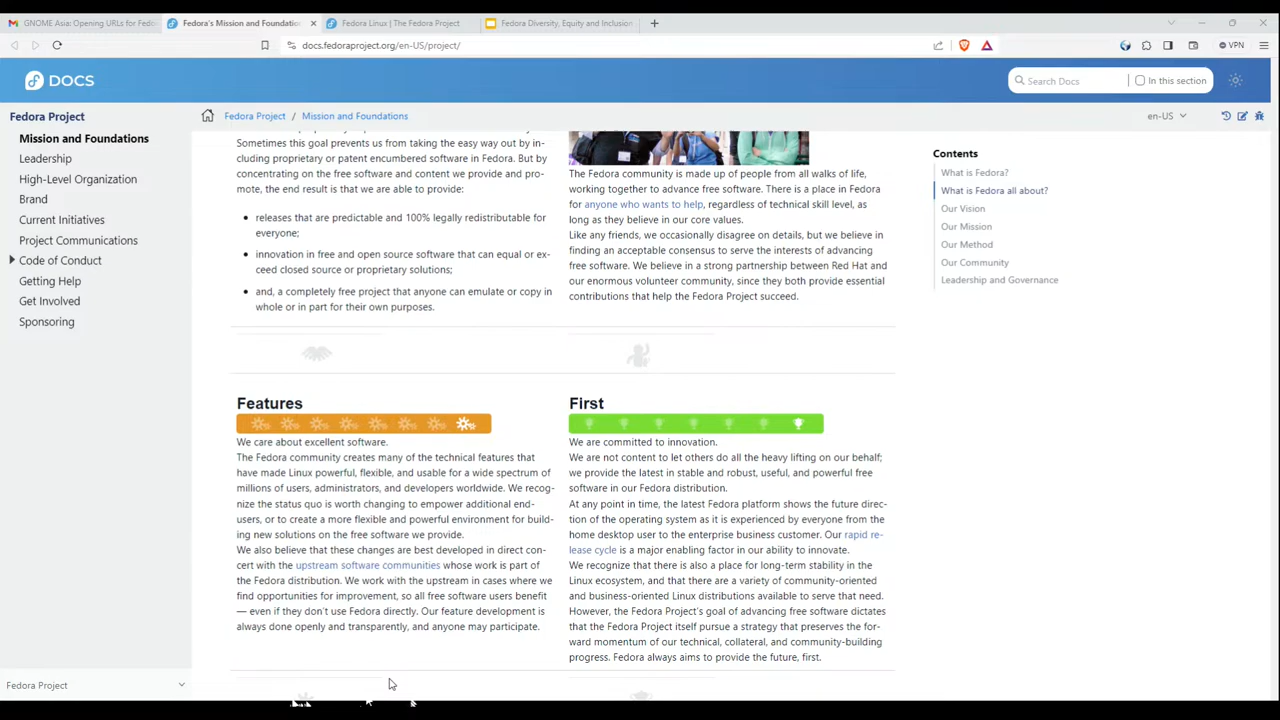 GNOME Asia: Opening URLs for Fedo
Fedora's Mission and Foundatio
Fedora Linux | The Fedora Project
Fedora Diversity, Equity and Inclusion
docs.fedoraproject.org/en-US/project/
VPN
DOCS
Search Docs
In this section
Fedora Project
Mission and Foundations
Leadership
High-Level Organization
Brand
Current Initiatives
Project Communications
Code of Conduct
Getting Help
Get Involved
Sponsoring
Fedora Project
Fedora Project / Mission and Foundations
en-US
Sometimes this goal prevents us from taking the easy way out by in-
cluding proprietary or patent encumbered software in Fedora. But by
concentrating on the free software and content we provide and pro-
mote, the end result is that we are able to provide:
releases that are predictable and 100% legally redistributable for
everyone;
innovation in free and open source software that can equal or ex-
ceed closed source or proprietary solutions;
and, a completely free project that anyone can emulate or copy in
whole or in part for their own purposes.
The Fedora community is made up of people from all walks of life,
working together to advance free software. There is a place in Fedora
for anyone who wants to help, regardless of technical skill level, as
long as they believe in our core values.
Like any friends, we occasionally disagree on details, but we believe in
finding an acceptable consensus to serve the interests of advancing
free software. We believe in a strong partnership between Red Hat and
our enormous volunteer community, since they both provide essential
contributions that help the Fedora Project succeed.
Features
We care about excellent software.
The Fedora community creates many of the technical features that
have made Linux powerful, flexible, and usable for a wide spectrum of
millions of users, administrators, and developers worldwide. We recog-
nize the status quo is worth changing to empower additional end-
users, or to create a more flexible and powerful environment for build-
ing new solutions on the free software we provide.
We also believe that these changes are best developed in direct con-
cert with the upstream software communities whose work is part of
the Fedora distribution. We work with the upstream in cases where we
find opportunities for improvement, so all free software users benefit
— even if they don't use Fedora directly. Our feature development is
always done openly and transparently, and anyone may participate.
First
We are committed to innovation.
We are not content to let others do all the heavy lifting on our behalf;
we provide the latest in stable and robust, useful, and powerful free
software in our Fedora distribution.
At any point in time, the latest Fedora platform shows the future direc-
tion of the operating system as it is experienced by everyone from the
home desktop user to the enterprise business customer. Our rapid re-
lease cycle is a major enabling factor in our ability to innovate.
We recognize that there is also a place for long-term stability in the
Linux ecosystem, and that there are a variety of community-oriented
and business-oriented Linux distributions available to serve that need.
However, the Fedora Project's goal of advancing free software dictates
that the Fedora Project itself pursue a strategy that preserves the for-
ward momentum of our technical, collateral, and community-building
progress. Fedora always aims to provide the future, first.
Contents
What is Fedora?
What is Fedora all about?
Our Vision
Our Mission
Our Method
Our Community
Leadership and Governance